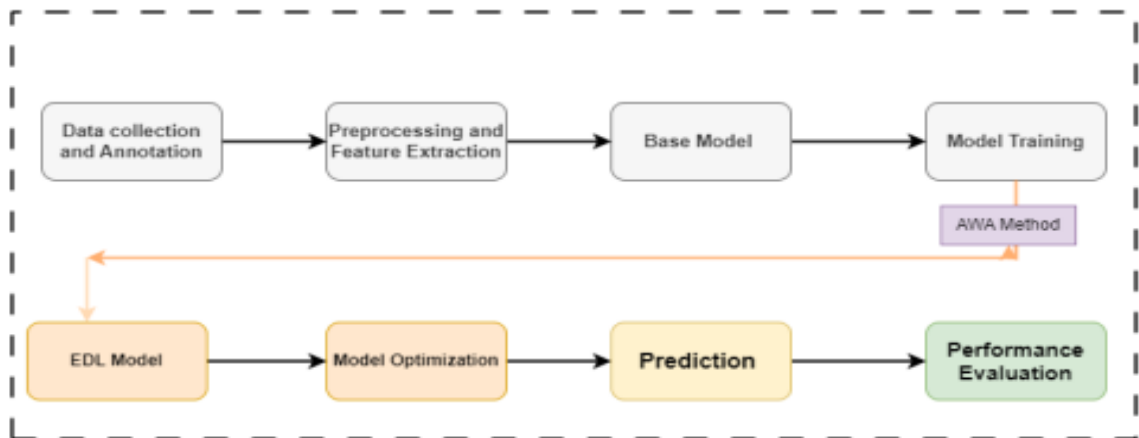 Data collection
and Annotation
Preprocessing and
Feature Extraction
Base Model
Model Training
AWA Method
EDL Model
Model Optimization
Prediction
Performance
Evaluation